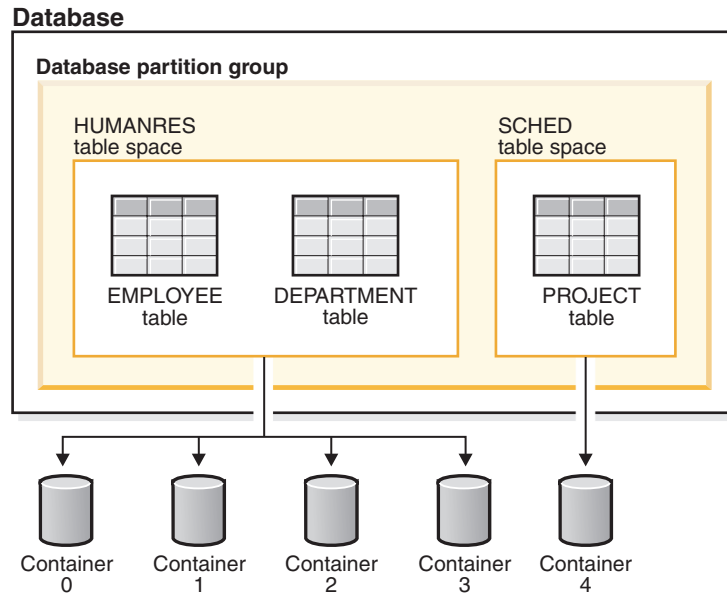 Database
Database partition group
HUMANRES
table space
SCHED
table space
EMPLOYEE
table
DEPARTMENT
table
PROJECT
table
Container
0
Container
1
Container
2
Container
3
Container
4